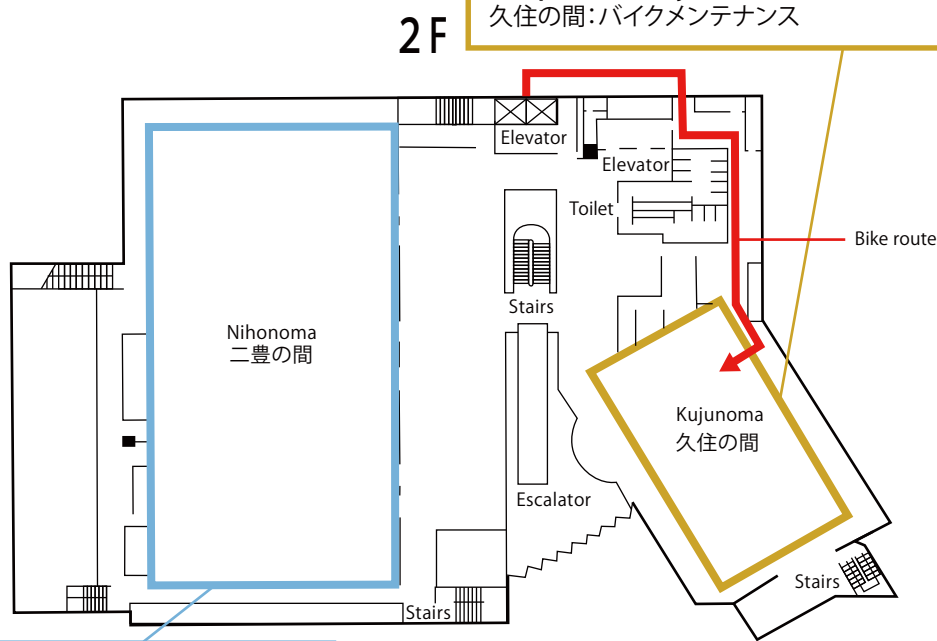 久住の間：バイクメンテナンス
2F
Elevator
Elevator
Toilet
Bike route
Stairs
Nihonoma
二豊の間
Kujunoma
久住の間
Escalator
Stairs
Stairs